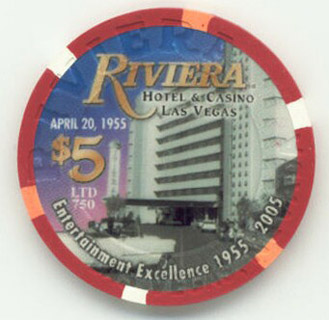 RIVIERA
HOTEL & CASINO
LAS VEGAS
APRIL 20, 1955
$5
LTD
750
Entertainment Excellence 1955 - 2005